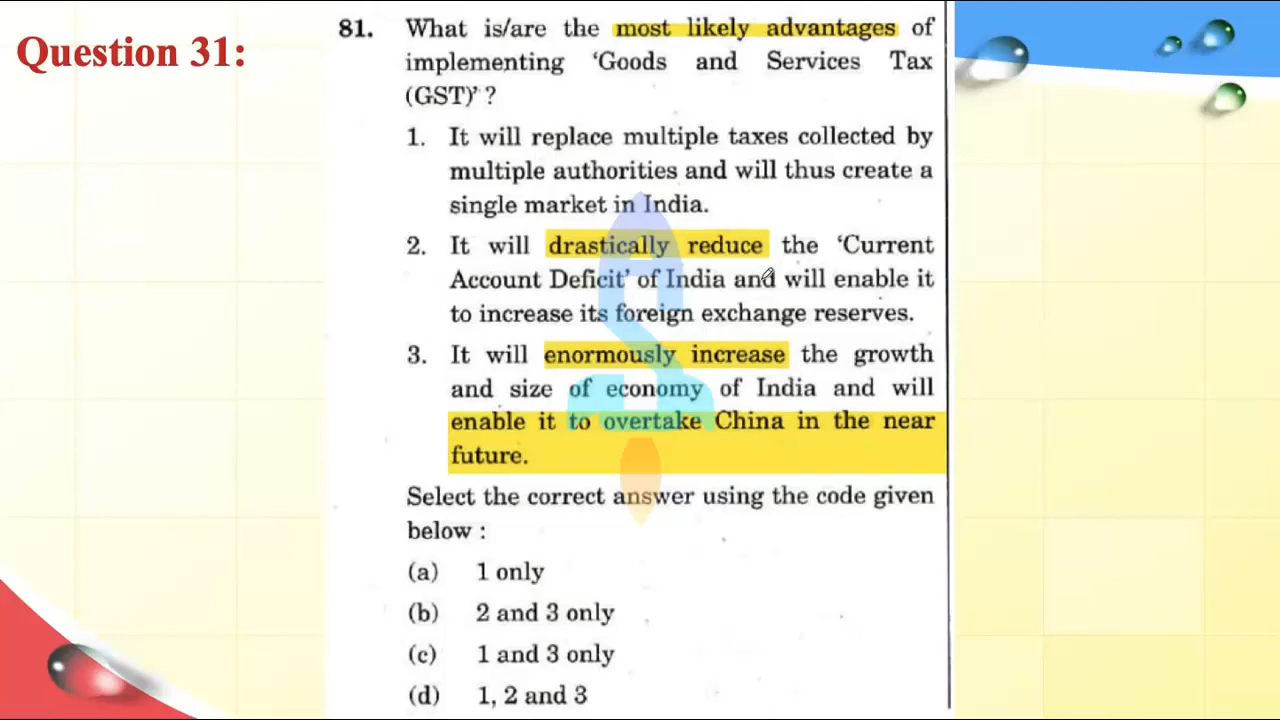 Question 31:
81. What is/are the most likely advantages of
implementing 'Goods and Services Tax
(GST)' ?
1. It will replace multiple taxes collected by
multiple authorities and will thus create a
single market in India.
2. It will drastically reduce the 'Current
Account Deficit' of India and will enable it
to increase its foreign exchange reserves.
3. It will enormously increase the growth
and size of economy of India and will
enable it to overtake China in the near
future.
Select the correct answer using the code given
below :
(a) 1 only
(b) 2 and 3 only
(c) 1 and 3 only
(d) 1, 2 and 3